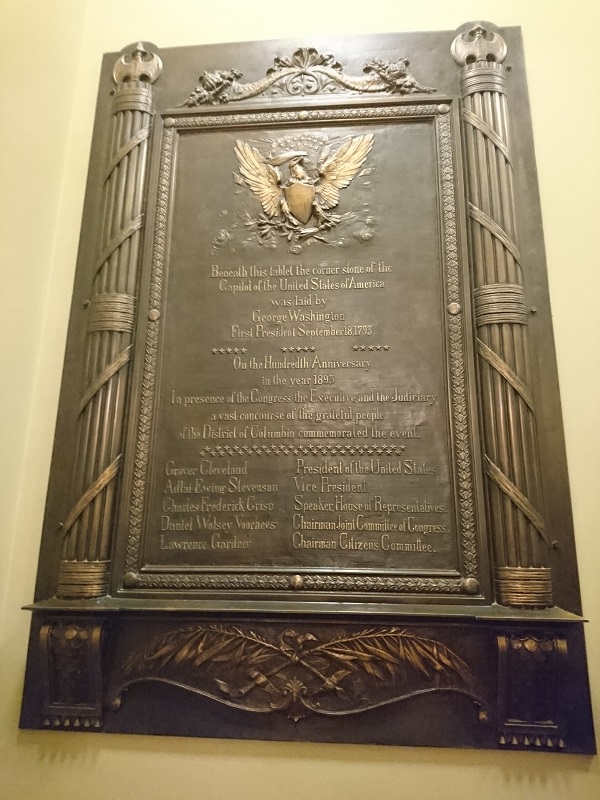 Beneath this tablet the corner stone of the
Capitol of the United States of America
was laid by
George Washington
First President September 18, 1793
On the Hundredth Anniversary
in the year 1893
In presence of the Congress the Executive and the Judiciary
a vast concourse of the grateful people
of the District of Columbia commemorated the event.
Grover Cleveland President of the United States
Adlai Ewing Stevenson Vice President
Charles Frederick Crisp Speaker, House of Representatives
Daniel Wolsey Voorhees Chairman Joint Committee of Congress
Lawrence Gardner Chairman Citizens Committee.